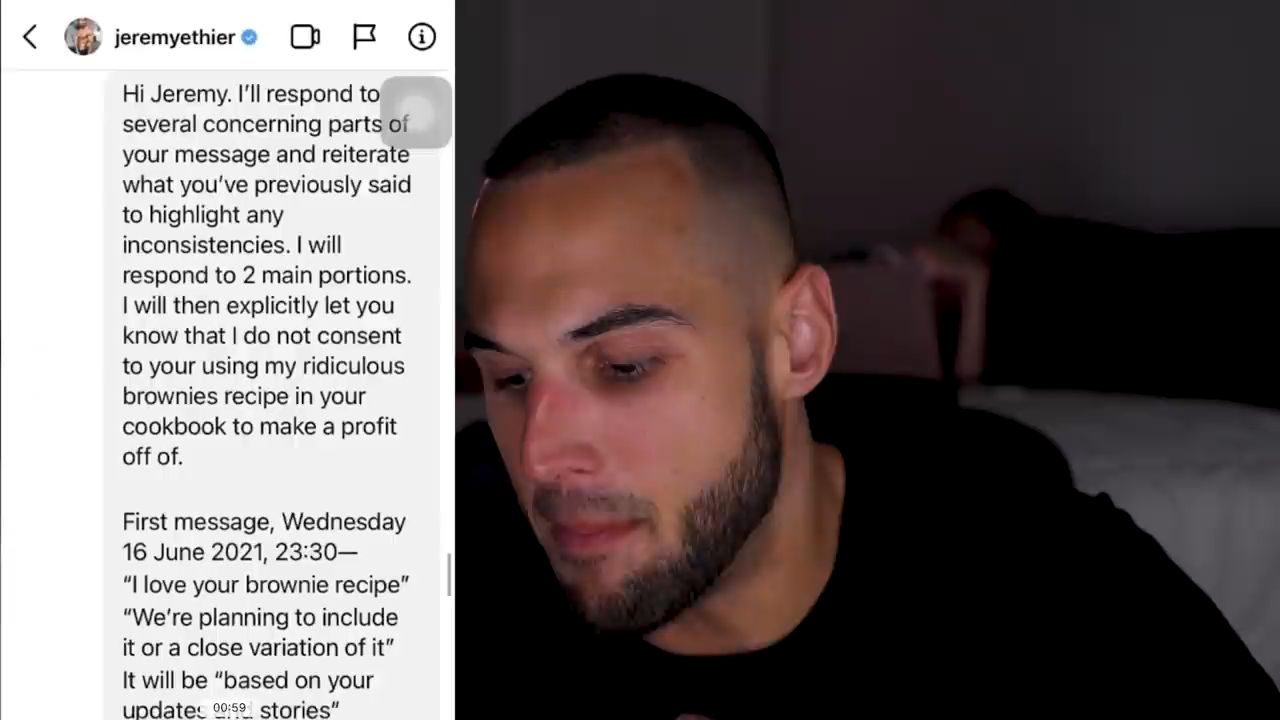 jeremyethier
Hi Jeremy. I’ll respond to
several concerning parts of
your message and reiterate
what you’ve previously said
to highlight any
inconsistencies. I will
respond to 2 main portions.
I will then explicitly let you
know that I do not consent
to your using my ridiculous
brownies recipe in your
cookbook to make a profit
off of.
First message, Wednesday
16 June 2021, 23:30—
“I love your brownie recipe”
“We’re planning to include
it or a close variation of it”
It will be “based on your
updates and stories”
00:59